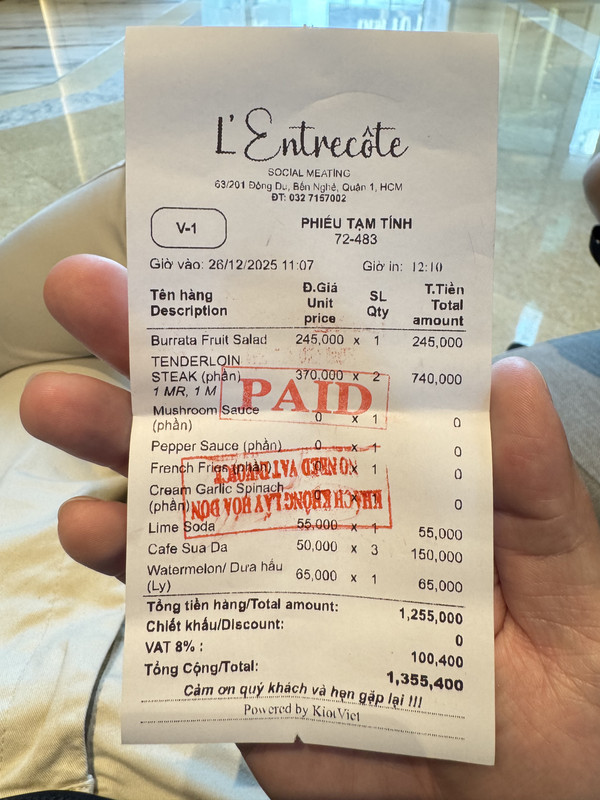 L'Entrecôte
SOCIAL MEATING
63/201 Đông Du, Bến Nghé, Quận 1, HCM
ĐT: 032 7157002
V-1
PHIẾU TẠM TÍNH
72-483
Giờ vào: 26/12/2025 11:07 Giờ in: 12:10
Tên hàng Description Đ.Giá Unit price SL Qty T.Tiền Total amount
Burrata Fruit Salad 245,000 x 1 245,000
TENDERLOIN
STEAK (phần) 370,000 x 2 740,000
1 MR, 1 M
PAID
Mushroom Sauce 0 x 1 0
(phần)
Pepper Sauce (phần) 0 x 1 0
French Fries (phần) 0 x 1 0
NO NEED VAT INVOICE
Cream Garlic Spinach 0 x 1 0
(phần)
KHÁCH KHÔNG LẤY HÓA ĐƠN
Lime Soda 55,000 x 1 55,000
Cafe Sua Da 50,000 x 3 150,000
Watermelon/ Dưa hấu 65,000 x 1 65,000
(Ly)
Tổng tiền hàng/Total amount: 1,255,000
Chiết khấu/Discount: 0
VAT 8% : 100,400
Tổng Cộng/Total: 1,355,400
Cảm ơn quý khách và hẹn gặp lại !!!
Powered by KiotViet